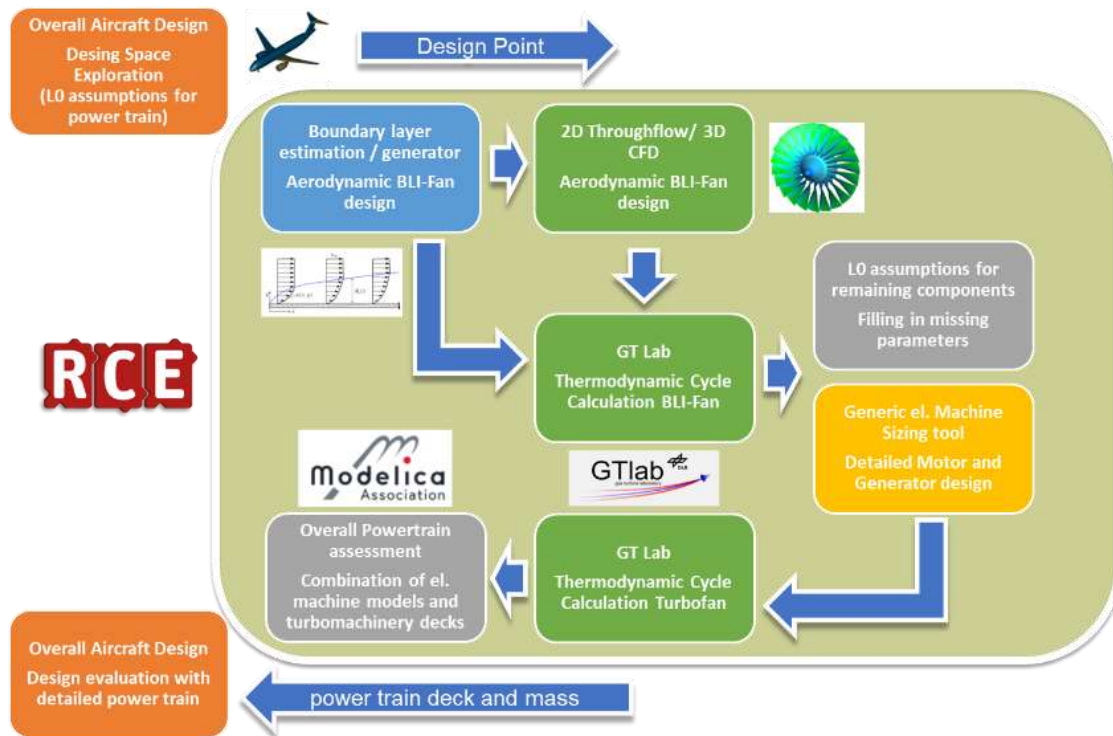 Overall Aircraft Design
Desing Space
Exploration
(L0 assumptions for
power train)
Design Point
Boundary layer
estimation / generator
Aerodynamic BLI-Fan
design
2D Throughflow/ 3D
CFD
Aerodynamic BLI-Fan
design
L0 assumptions for
remaining components
Filling in missing
parameters
GT Lab
Thermodynamic Cycle
Calculation BLI-Fan
RCE
Generic el. Machine
Sizing tool
Detailed Motor and
Generator design
Modelica
Association
GTlab
DLR
gas turbine laboratory
Overall Powertrain
assessment
Combination of el.
machine models and
turbomachinery decks
GT Lab
Thermodynamic Cycle
Calculation Turbofan
Overall Aircraft Design
Design evaluation with
detailed power train
power train deck and mass